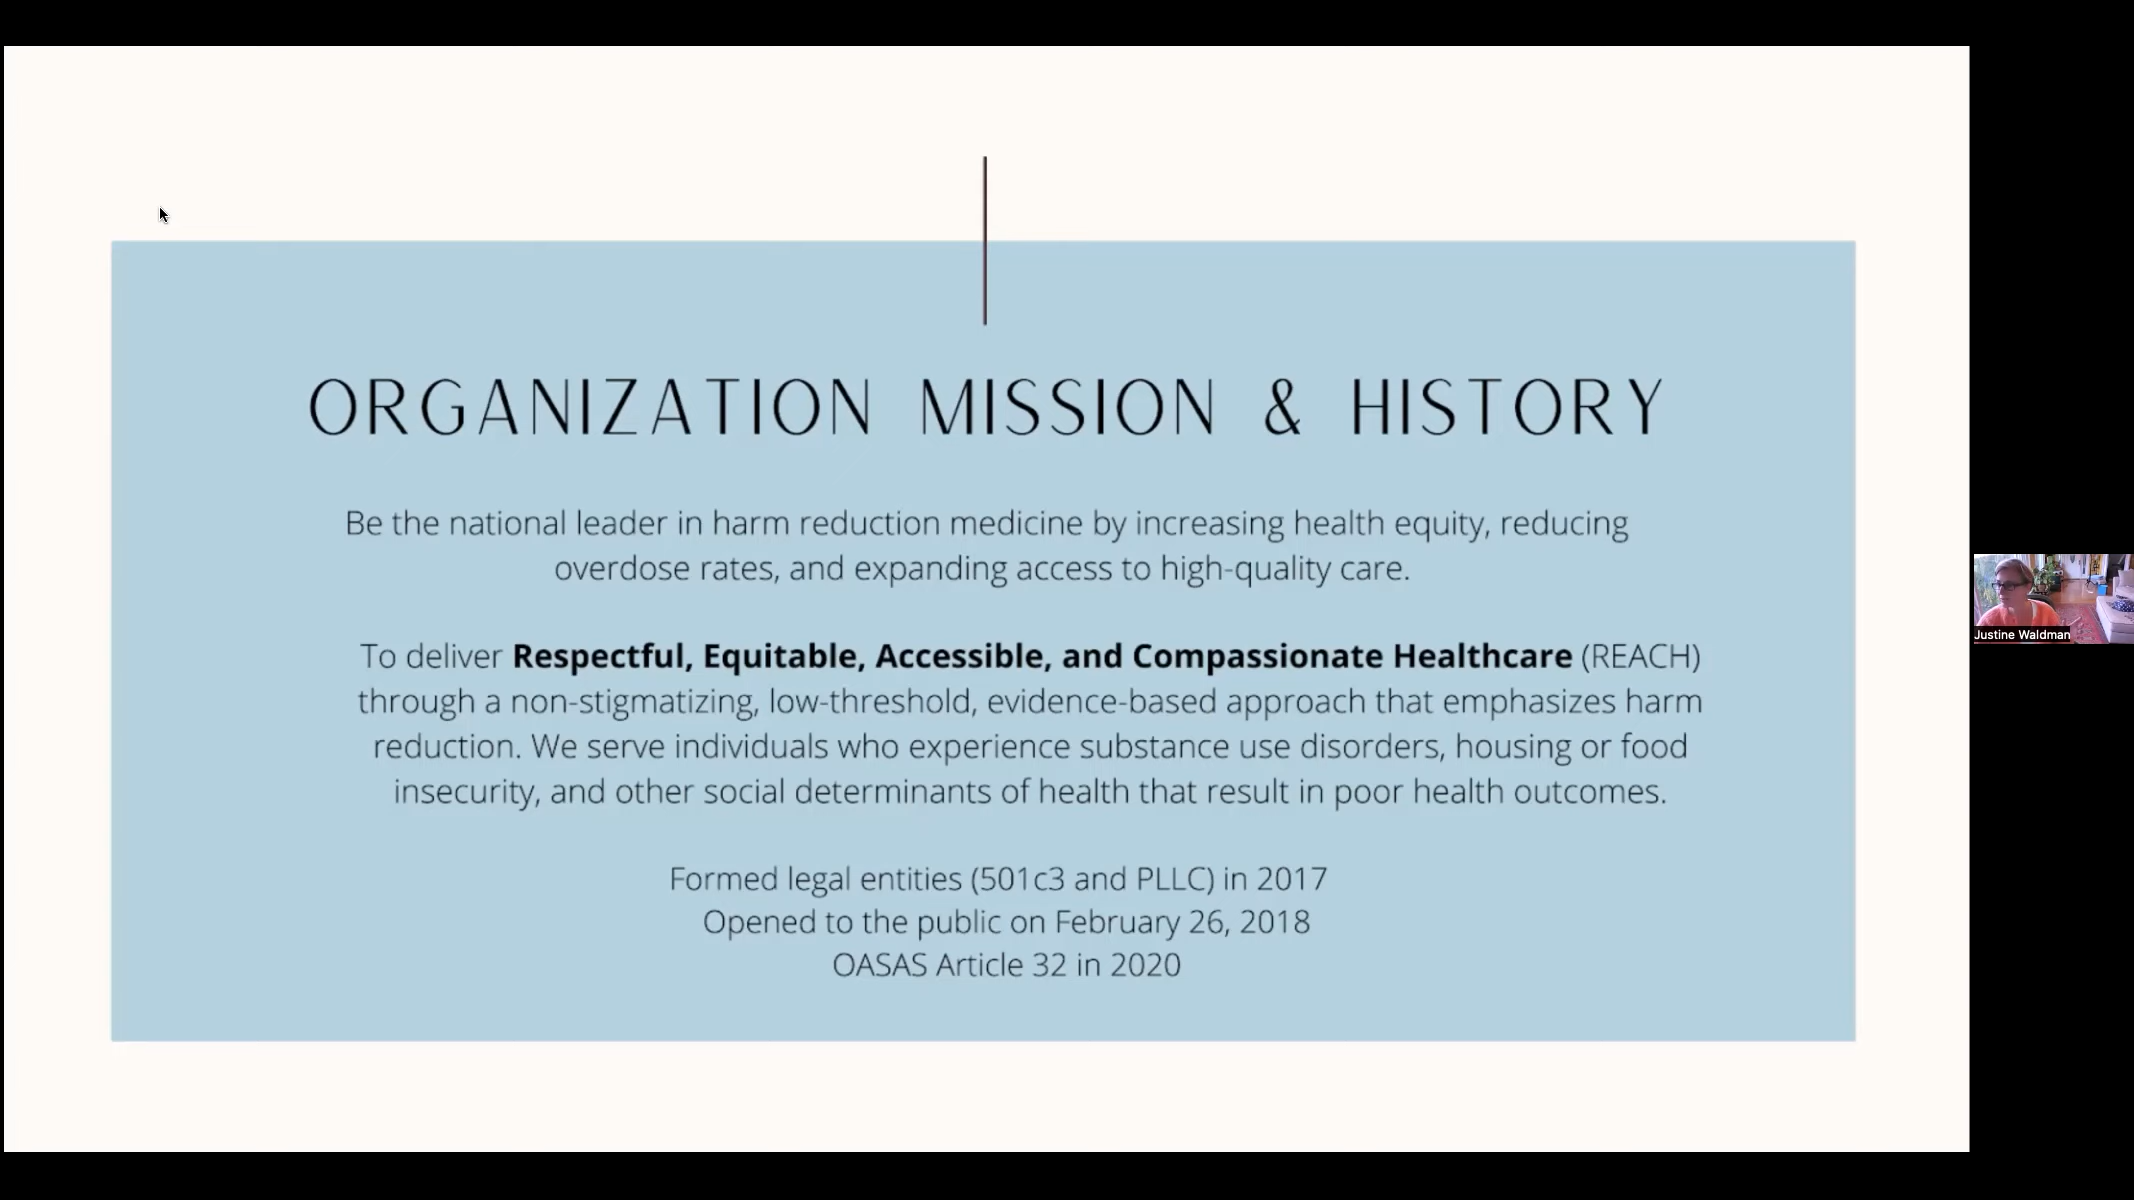 ORGANIZATION MISSION & HISTORY
Be the national leader in harm reduction medicine by increasing health equity, reducing
overdose rates, and expanding access to high-quality care.
To deliver Respectful, Equitable, Accessible, and Compassionate Healthcare (REACH)
through a non-stigmatizing, low-threshold, evidence-based approach that emphasizes harm
reduction. We serve individuals who experience substance use disorders, housing or food
insecurity, and other social determinants of health that result in poor health outcomes.
Formed legal entities (501c3 and PLLC) in 2017
Opened to the public on February 26, 2018
OASAS Article 32 in 2020
Justine Waldman